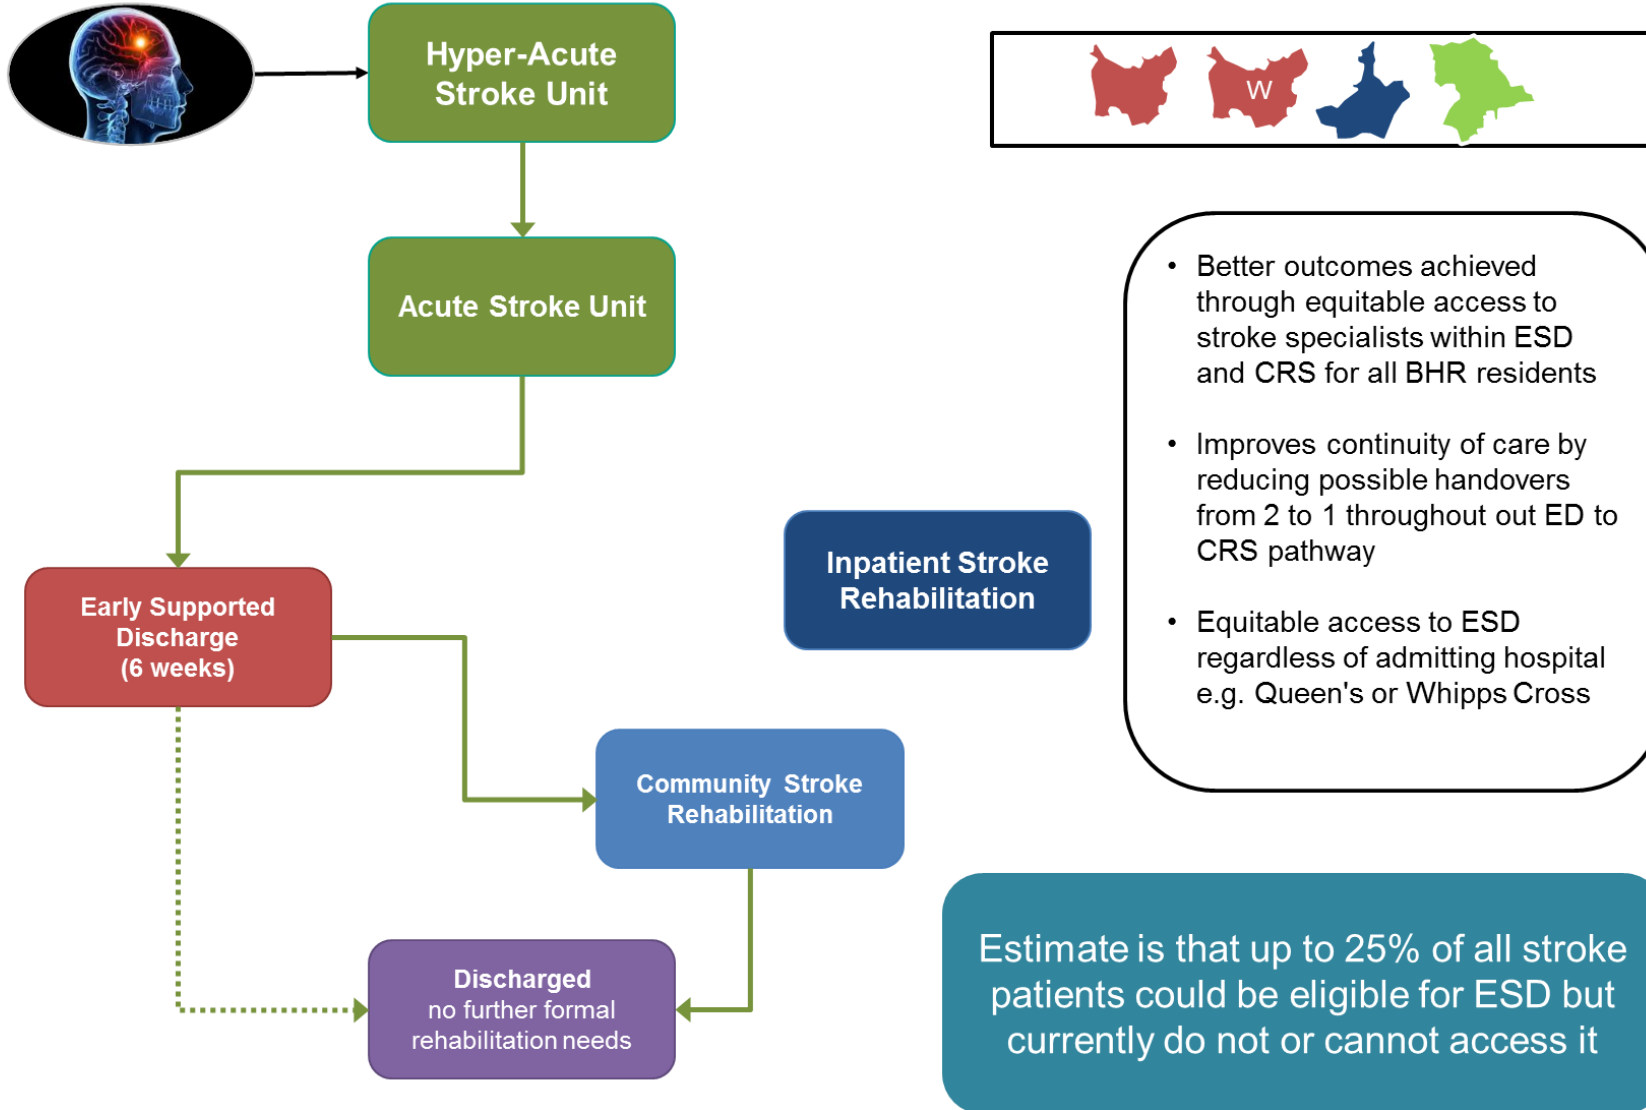 Hyper-Acute
Stroke Unit
W
Acute Stroke Unit
• Better outcomes achieved
through equitable access to
stroke specialists within ESD
and CRS for all BHR residents
• Improves continuity of care by
reducing possible handovers
from 2 to 1 throughout out ED to
CRS pathway
• Equitable access to ESD
regardless of admitting hospital
e.g. Queen's or Whipps Cross
Inpatient Stroke
Rehabilitation
Early Supported
Discharge
(6 weeks)
Community Stroke
Rehabilitation
Discharged
no further formal
rehabilitation needs
Estimate is that up to 25% of all stroke
patients could be eligible for ESD but
currently do not or cannot access it